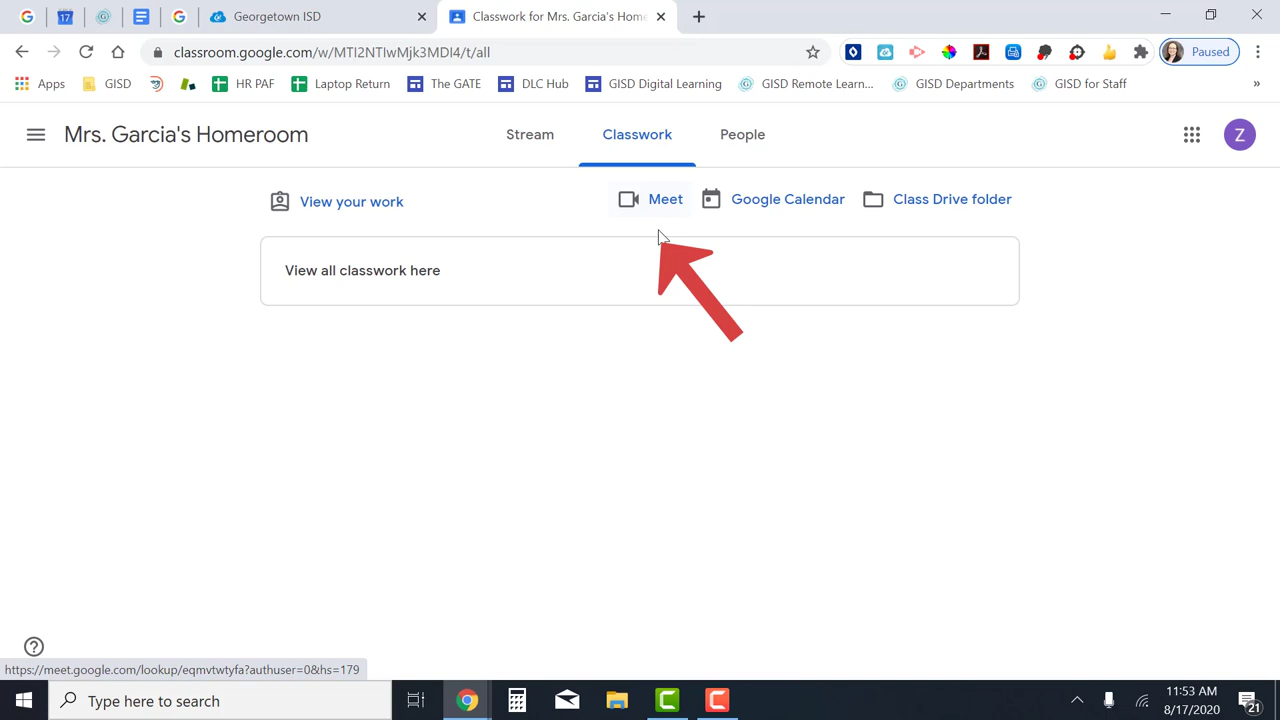 Georgetown ISD
Classwork for Mrs. Garcia's Home
classroom.google.com/w/MTI2NTIwMjk3MDI4/t/all
Paused
Apps GISD HR PAF Laptop Return The GATE DLC Hub GISD Digital Learning GISD Remote Learn... GISD Departments GISD for Staff »
Mrs. Garcia's Homeroom
Stream Classwork People
Z
View your work
Meet Google Calendar Class Drive folder
View all classwork here
https://meet.google.com/lookup/eqmvtwtyfa?authuser=0&hs=179
Type here to search
11:53 AM
8/17/2020
21